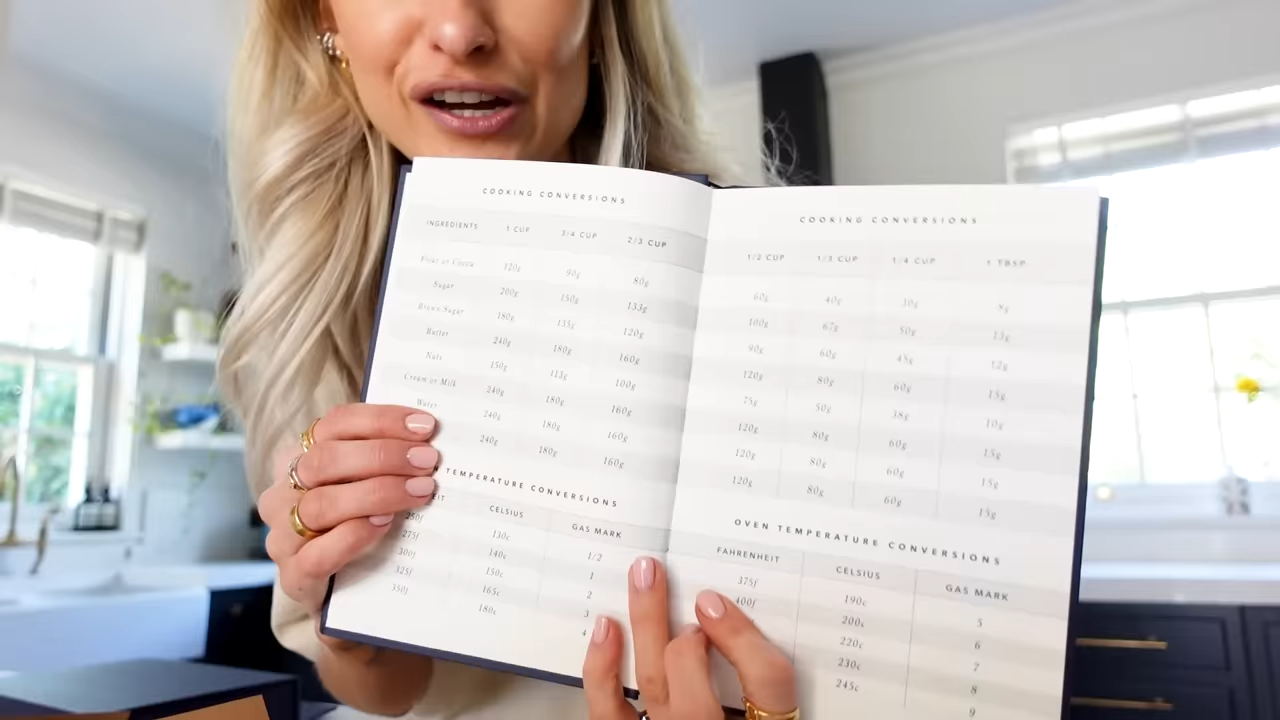 COOKING CONVERSIONS
INGREDIENTS 1 CUP 3/4 CUP 2/3 CUP
Flour or Cocoa 120g 90g 80g
Sugar 200g 150g 133g
Brown Sugar 180g 135g 120g
Butter 240g 180g 160g
Nuts 150g 113g 100g
Cream or Milk 240g 180g 160g
Water 240g 180g 160g
240g 180g 160g
TEMPERATURE CONVERSIONS
EIT CELSIUS GAS MARK
250f 130c 1/2
275f 140c 1
300f 150c 2
325f 165c 3
350f 180c 4
COOKING CONVERSIONS
1/2 CUP 1/3 CUP 1/4 CUP 1 TBSP
60g 40g 30g 8g
100g 67g 50g
90g 60g 45g 12g
120g 80g 60g 15g
75g 50g 38g 10g
120g 80g 60g 15g
120g 80g 60g 15g
120g 80g 60g 15g
OVEN TEMPERATURE CONVERSIONS
FAHRENHEIT CELSIUS GAS MARK
375f 190c 5
400f 200c 6
220c 7
230c 8
245c 9